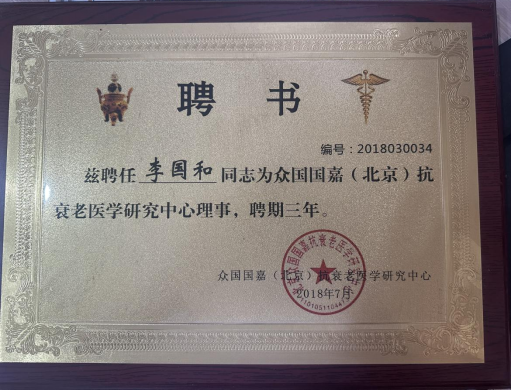 聘 书
编号：2018030034
兹聘任 李国和 同志为众国国嘉（北京）抗
衰老医学研究中心理事，聘期三年。
众国国嘉（北京）抗衰老医学研究中心
2018年7月